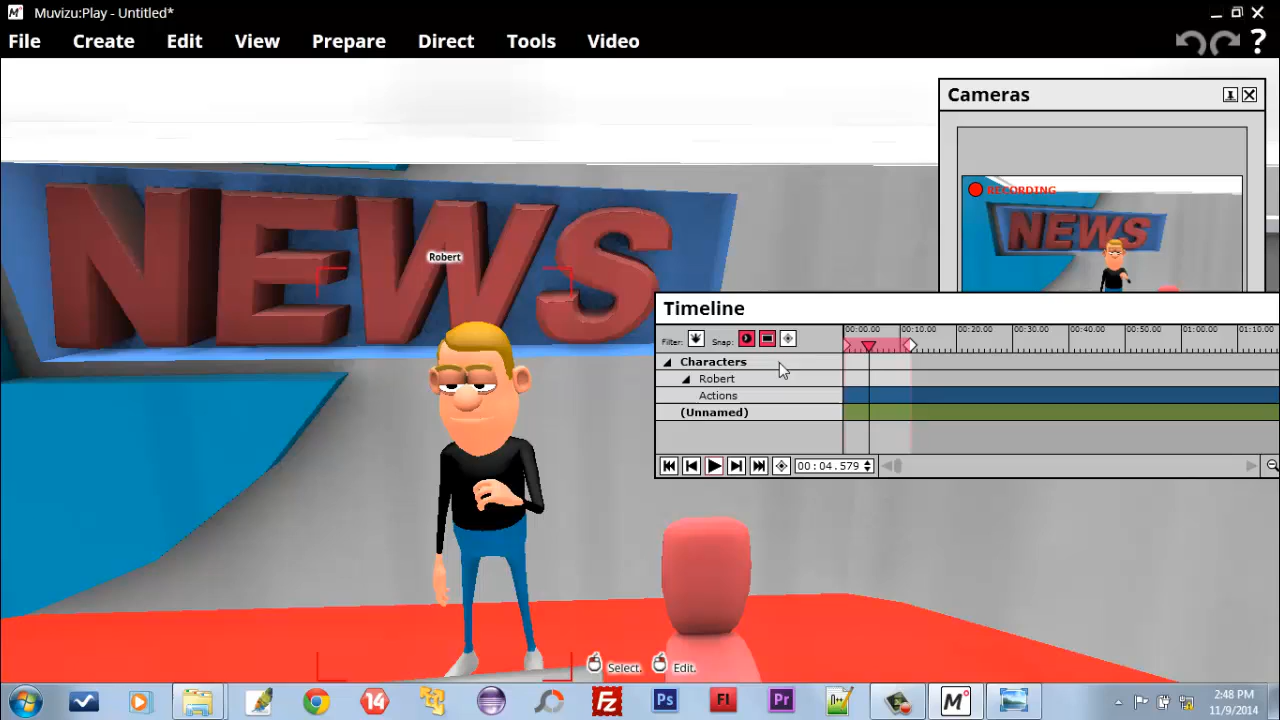 Muvizu:Play - Untitled*
File Create Edit View Prepare Direct Tools Video ?
Cameras
RECORDING
NEWS
NEWS
Robert
Timeline
Filter: Snap: 00:00.00 00:10.00 00:20.00 00:30.00 00:40.00 00:50.00 01:00.00 01:10.00
Characters
Robert
Actions
(Unnamed)
00:04.579
Select. Edit.
14 Fz Ps Fl Pr M
2:48 PM
11/9/2014